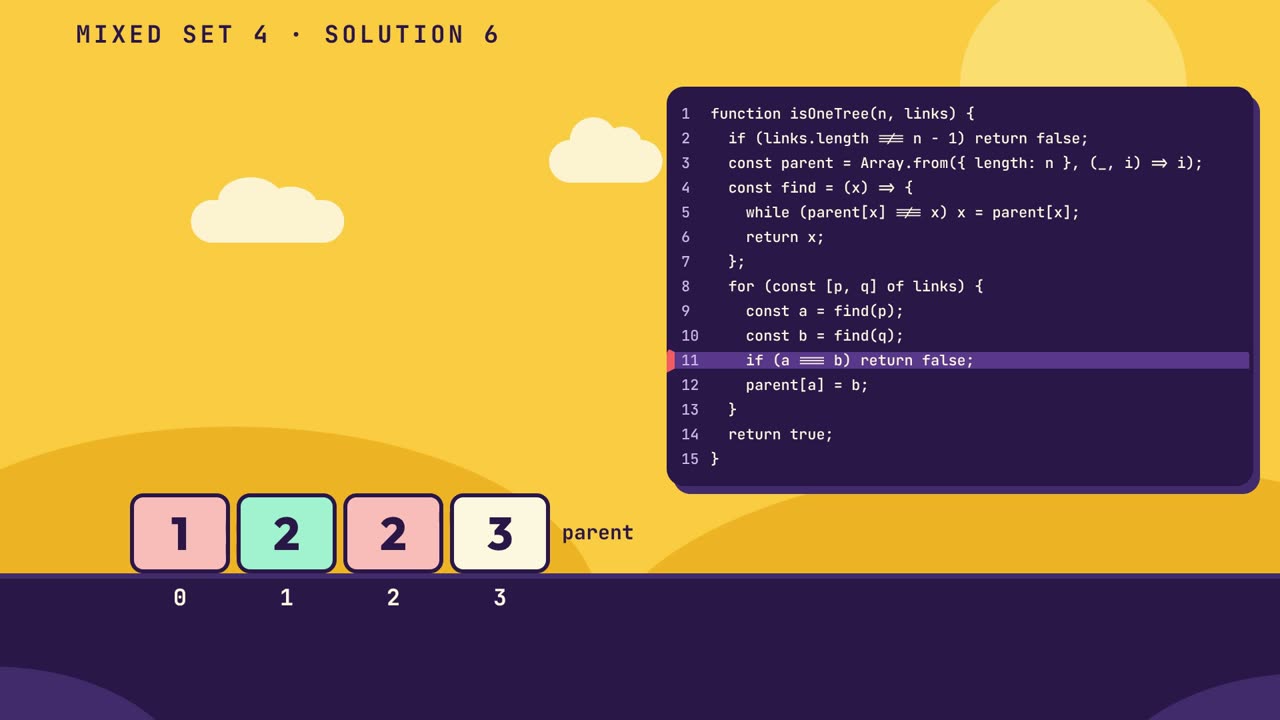 MIXED SET 4 · SOLUTION 6
1 function isOneTree(n, links) {
2 if (links.length !== n - 1) return false;
3 const parent = Array.from({ length: n }, (_, i) => i);
4 const find = (x) => {
5 while (parent[x] !== x) x = parent[x];
6 return x;
7 };
8 for (const [p, q] of links) {
9 const a = find(p);
10 const b = find(q);
11 if (a === b) return false;
12 parent[a] = b;
13 }
14 return true;
15 }
1 2 2 3 parent
0 1 2 3